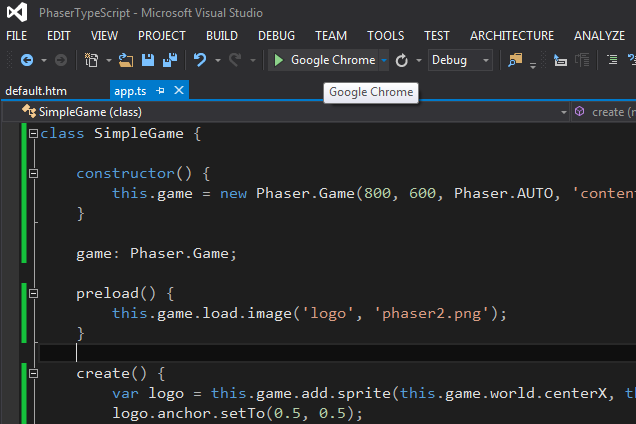 PhaserTypeScript - Microsoft Visual Studio
FILE EDIT VIEW PROJECT BUILD DEBUG TEAM TOOLS TEST ARCHITECTURE ANALYZE
Google Chrome Debug
default.htm app.ts
Google Chrome
SimpleGame (class) create
class SimpleGame {
constructor() {
this.game = new Phaser.Game(800, 600, Phaser.AUTO, 'conten
}
game: Phaser.Game;
preload() {
this.game.load.image('logo', 'phaser2.png');
}
create() {
var logo = this.game.add.sprite(this.game.world.centerX, th
logo.anchor.setTo(0.5, 0.5);